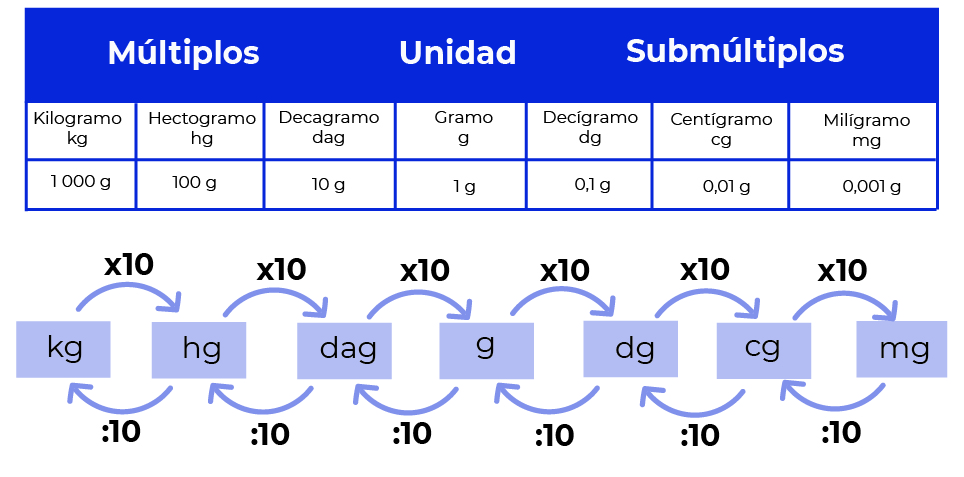 Múltiplos Unidad Submúltiplos
Kilogramo Hectogramo Decagramo Gramo Decígramo Centígramo Milígramo
kg hg dag g dg cg mg
1 000 g 100 g 10 g 1 g 0,1 g 0,01 g 0,001 g
x10 x10 x10 x10 x10 x10
kg hg dag g dg cg mg
:10 :10 :10 :10 :10 :10